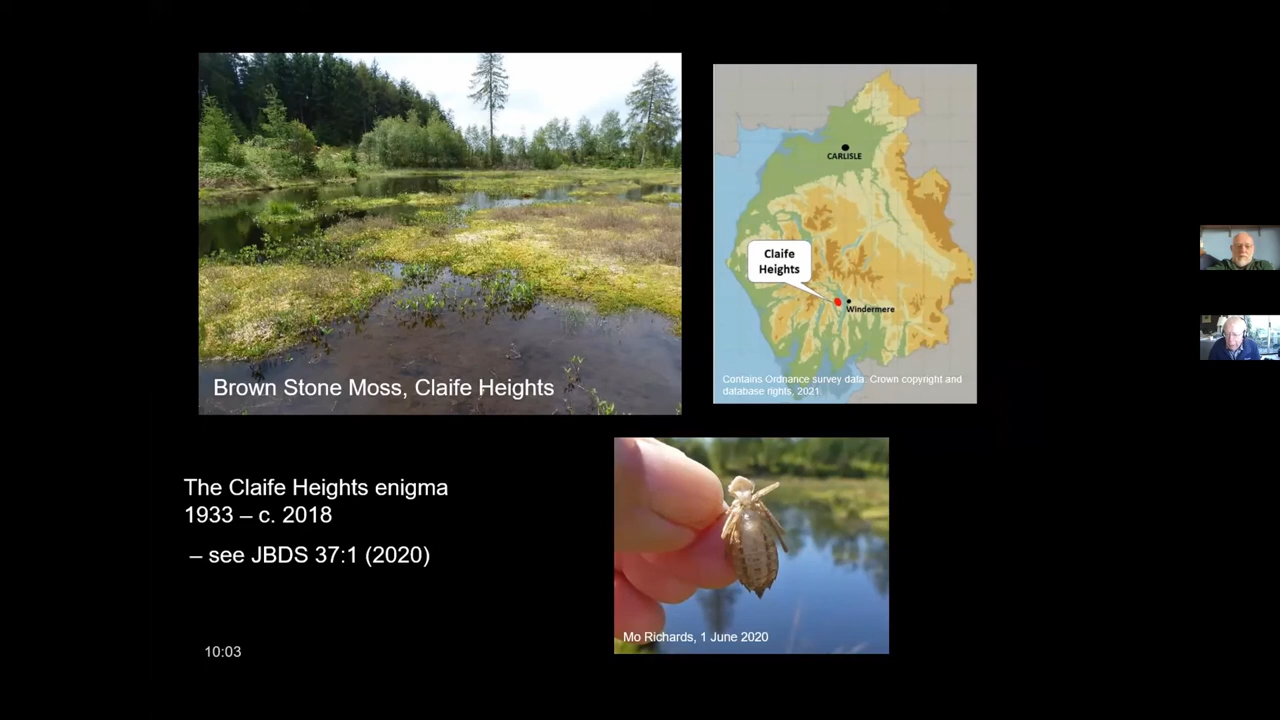 Brown Stone Moss, Claife Heights
CARLISLE
Claife
Heights
Windermere
Contains Ordnance survey data: Crown copyright and
database rights, 2021
The Claife Heights enigma
1933 – c. 2018
– see JBDS 37:1 (2020)
Mo Richards, 1 June 2020
10:03